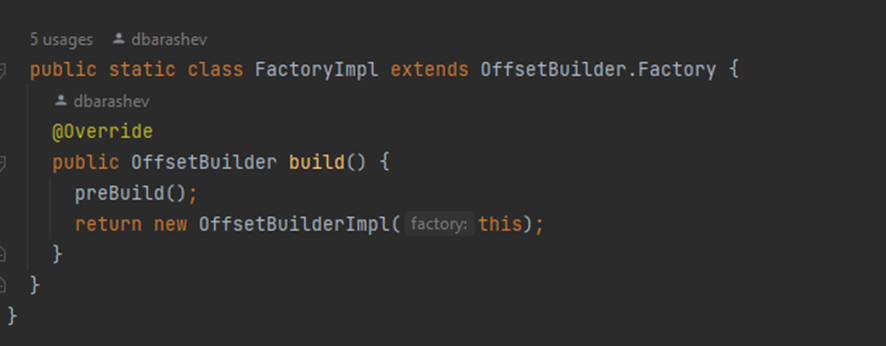 5 usages dbarashev
public static class FactoryImpl extends OffsetBuilder.Factory {
dbarashev
@Override
public OffsetBuilder build() {
preBuild();
return new OffsetBuilderImpl( factory: this);
}
}
}